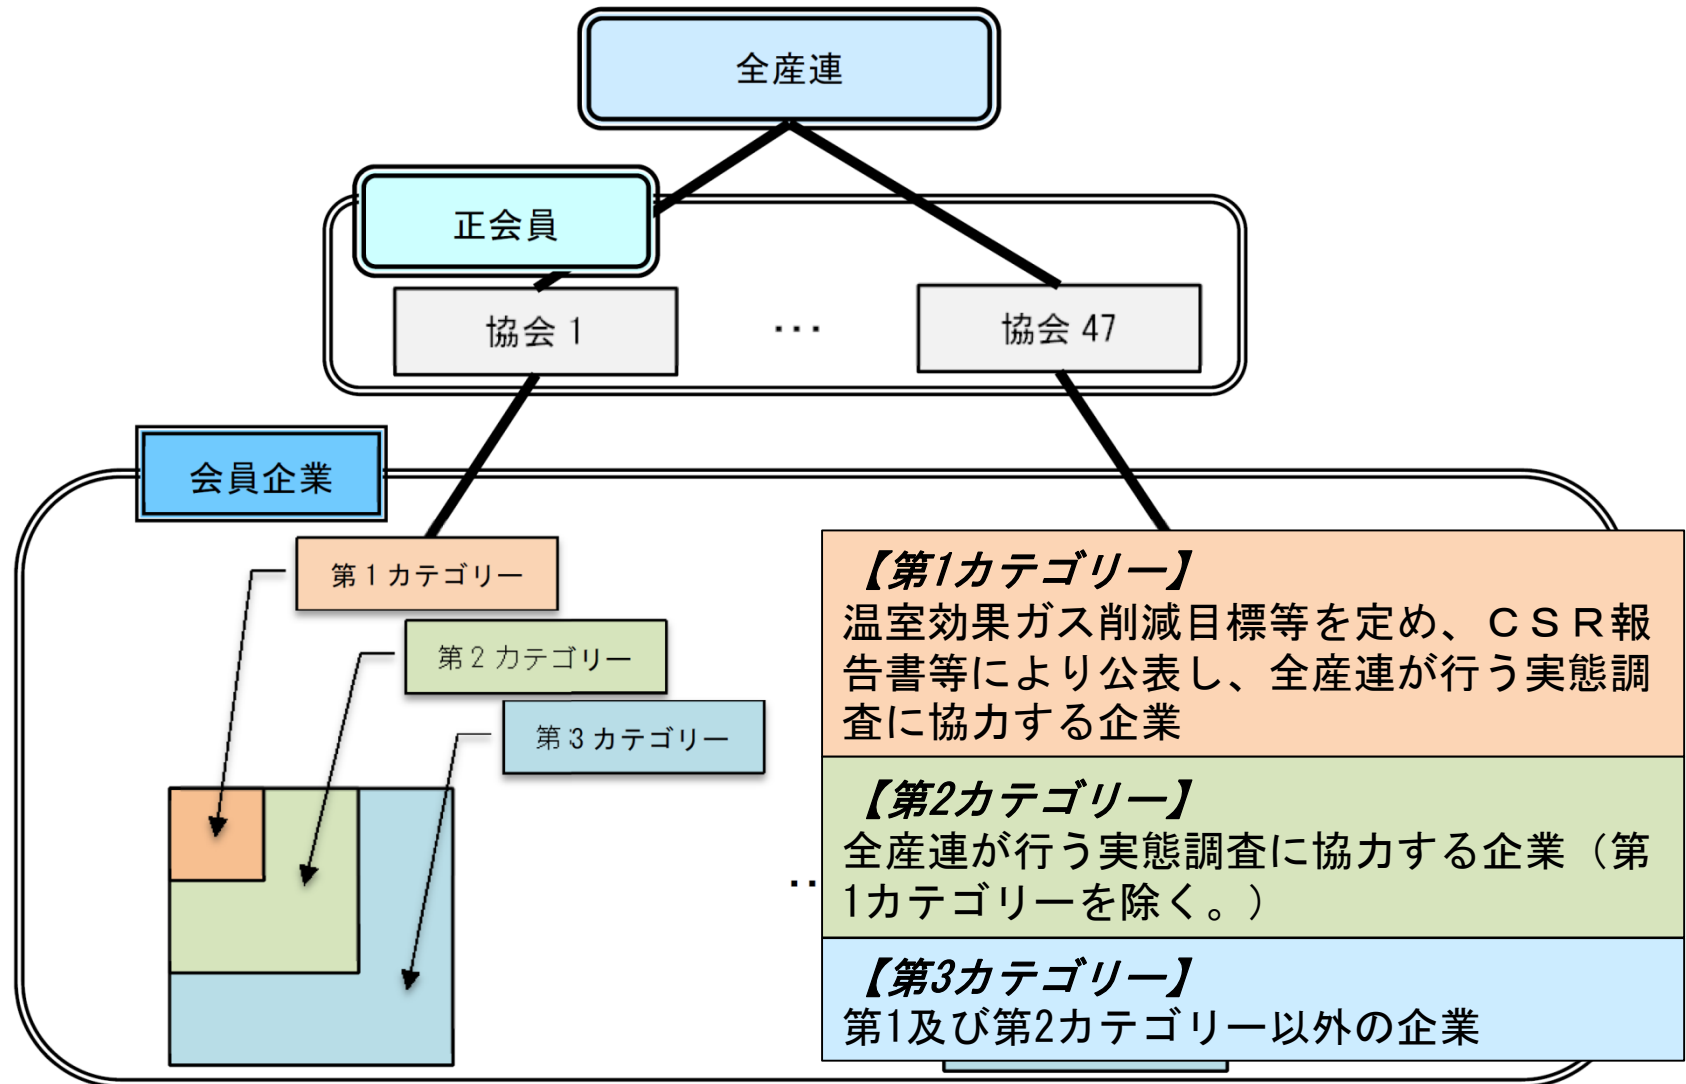 全産連
正会員
協会 1
･･･
協会 47
会員企業
第１カテゴリー
第２カテゴリー
第３カテゴリー
【第1カテゴリー】
温室効果ガス削減目標等を定め、ＣＳＲ報
告書等により公表し、全産連が行う実態調
査に協力する企業
【第2カテゴリー】
全産連が行う実態調査に協力する企業（第
1カテゴリーを除く。）
【第3カテゴリー】
第1及び第2カテゴリー以外の企業